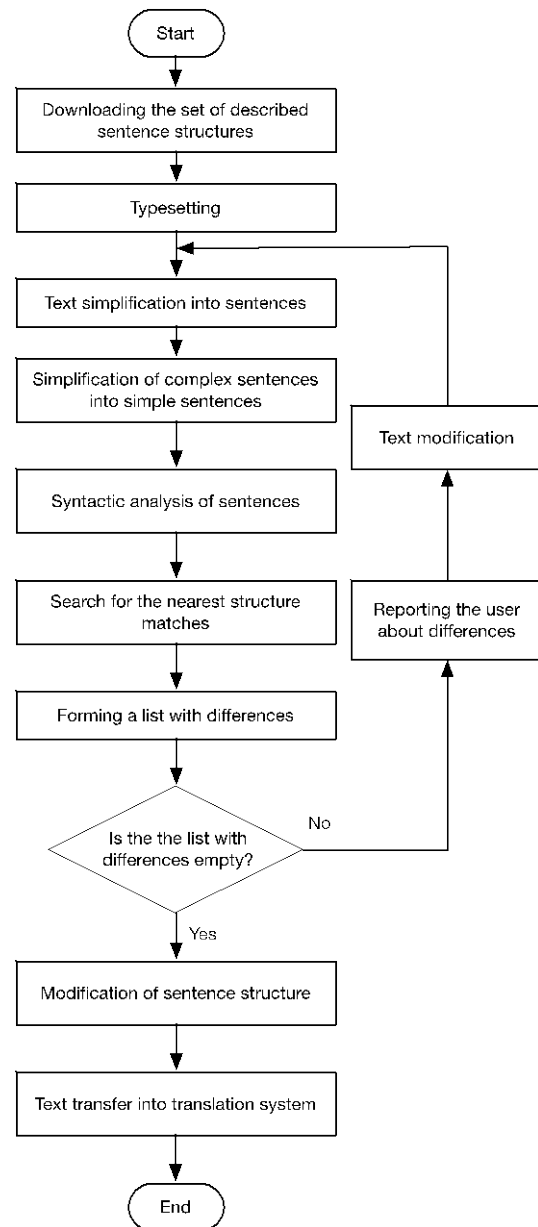 Start
Downloading the set of described
sentence structures
Typesetting
Text simplification into sentences
Simplification of complex sentences
into simple sentences
Text modification
Syntactic analysis of sentences
Search for the nearest structure
matches
Reporting the user
about differences
Forming a list with differences
Is the the list with
differences empty?
No
Yes
Modification of sentence structure
Text transfer into translation system
End